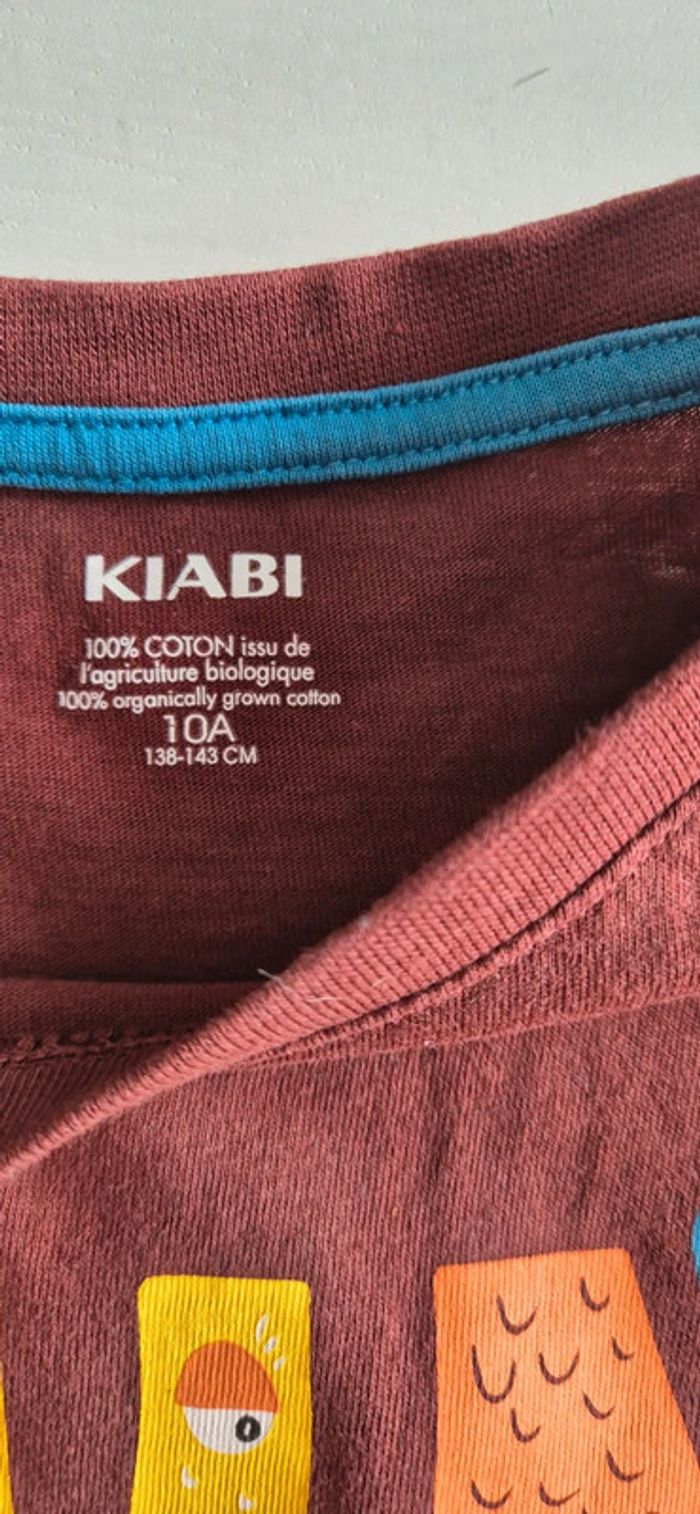 KIABI
100% COTON issu de
l'agriculture biologique
100% organically grown cotton
10A
138-143 CM